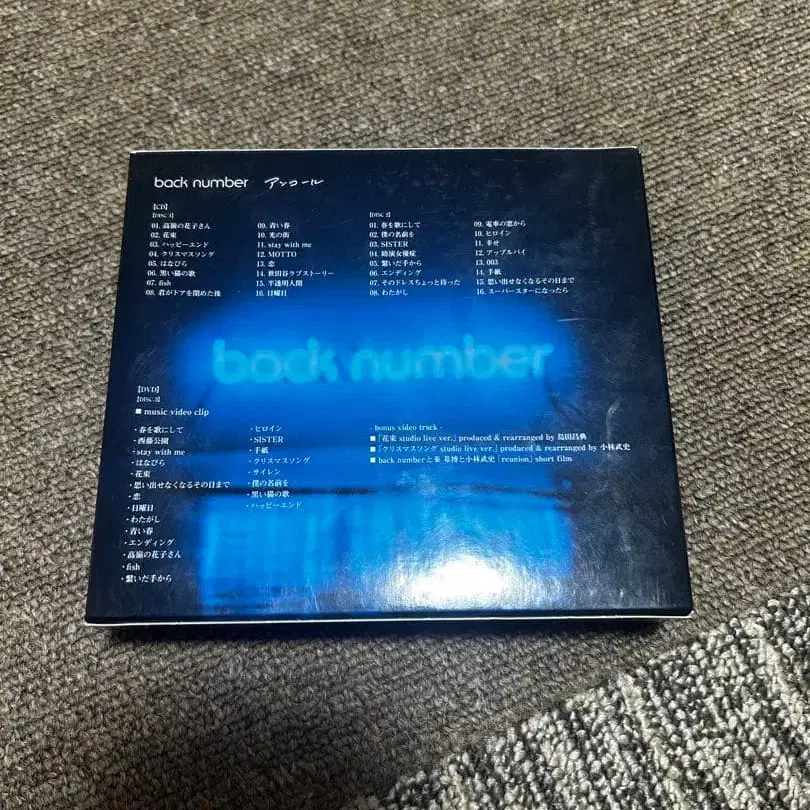 back number アンコール
【CD】
【DISC 1】
01. 高嶺の花子さん
02. 花束
03. ハッピーエンド
04. クリスマスソング
05. はなびら
06. 黒い猫の歌
07. fish
08. 君がドアを閉めた後
09. 青い春
10. 光の街
11. stay with me
12. MOTTO
13. 恋
14. 世田谷ラブストーリー
15. 半透明人間
16. 日曜日
【DISC 2】
01. 春を歌にして
02. 僕の名前を
03. SISTER
04. 助演女優症
05. 繋いだ手から
06. エンディング
07. そのドレスちょっと待った
08. わたがし
09. 電車の窓から
10. ヒロイン
11. 幸せ
12. アップルパイ
13. 003
14. 手紙
15. 思い出せなくなるその日まで
16. スーパースターになったら
back number
【DVD】
【DISC 3】
■ music video clip
・春を歌にして
・西藤公園
・stay with me
・はなびら
・花束
・思い出せなくなるその日まで
・恋
・日曜日
・わたがし
・青い春
・エンディング
・高嶺の花子さん
・fish
・繋いだ手から
・ヒロイン
・SISTER
・手紙
・クリスマスソング
・サイレン
・僕の名前を
・黒い猫の歌
・ハッピーエンド
- bonus video track -
■「花束 studio live ver.」produced & rearranged by 島田昌典
■「クリスマスソング studio live ver.」produced & rearranged by 小林武史
■ back numberと秦 基博と小林武史「reunion」short film